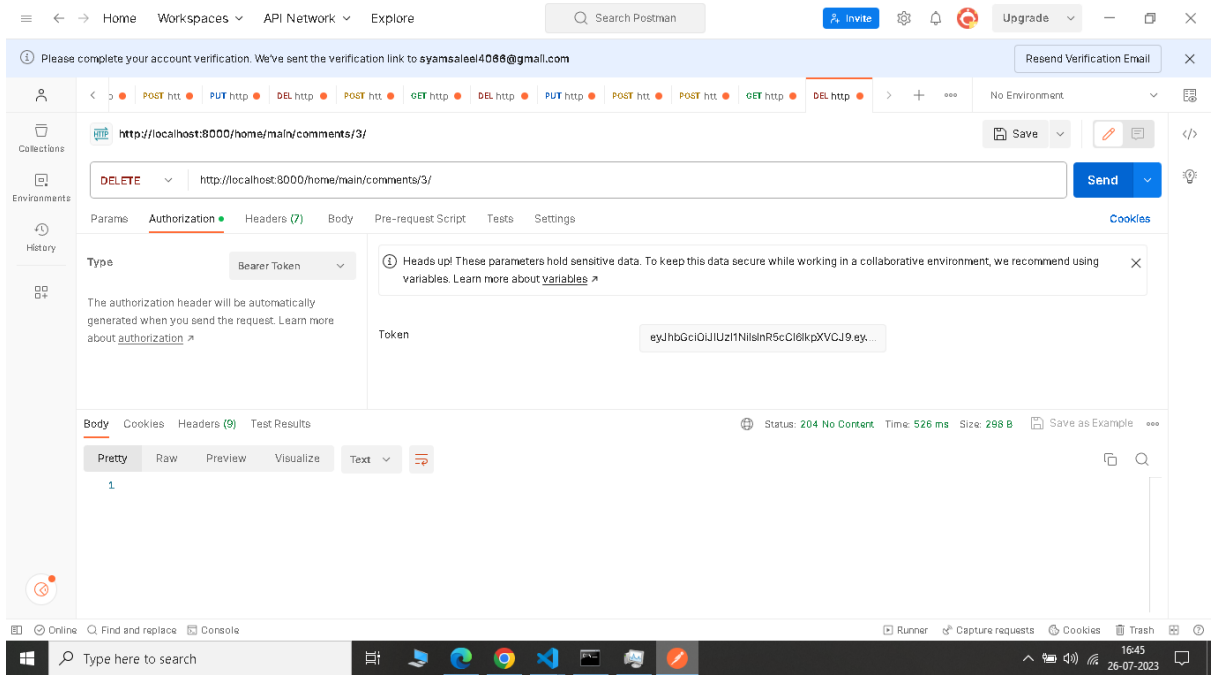 Home Workspaces API Network Explore Search Postman Invite Upgrade
Please complete your account verification. We've sent the verification link to syamsaleel4066@gmail.com Resend Verification Email
POST htt PUT http DEL http POST htt GET http DEL http PUT http POST htt POST htt GET http DEL http No Environment
HTTP http://localhost:8000/home/main/comments/3/ Save
Collections
DELETE http://localhost:8000/home/main/comments/3/ Send
Environments
Params Authorization Headers (7) Body Pre-request Script Tests Settings Cookies
History
Type Bearer Token
Heads up! These parameters hold sensitive data. To keep this data secure while working in a collaborative environment, we recommend using
variables. Learn more about variables ↗
The authorization header will be automatically
generated when you send the request. Learn more
about authorization ↗
Token eyJhbGciOiJIUzI1NiIsInR5cCI6IkpXVCJ9.ey....
Body Cookies Headers (9) Test Results Status: 204 No Content Time: 526 ms Size: 298 B Save as Example
Pretty Raw Preview Visualize Text
1
Online Find and replace Console Runner Capture requests Cookies Trash
Type here to search
16:45
26-07-2023